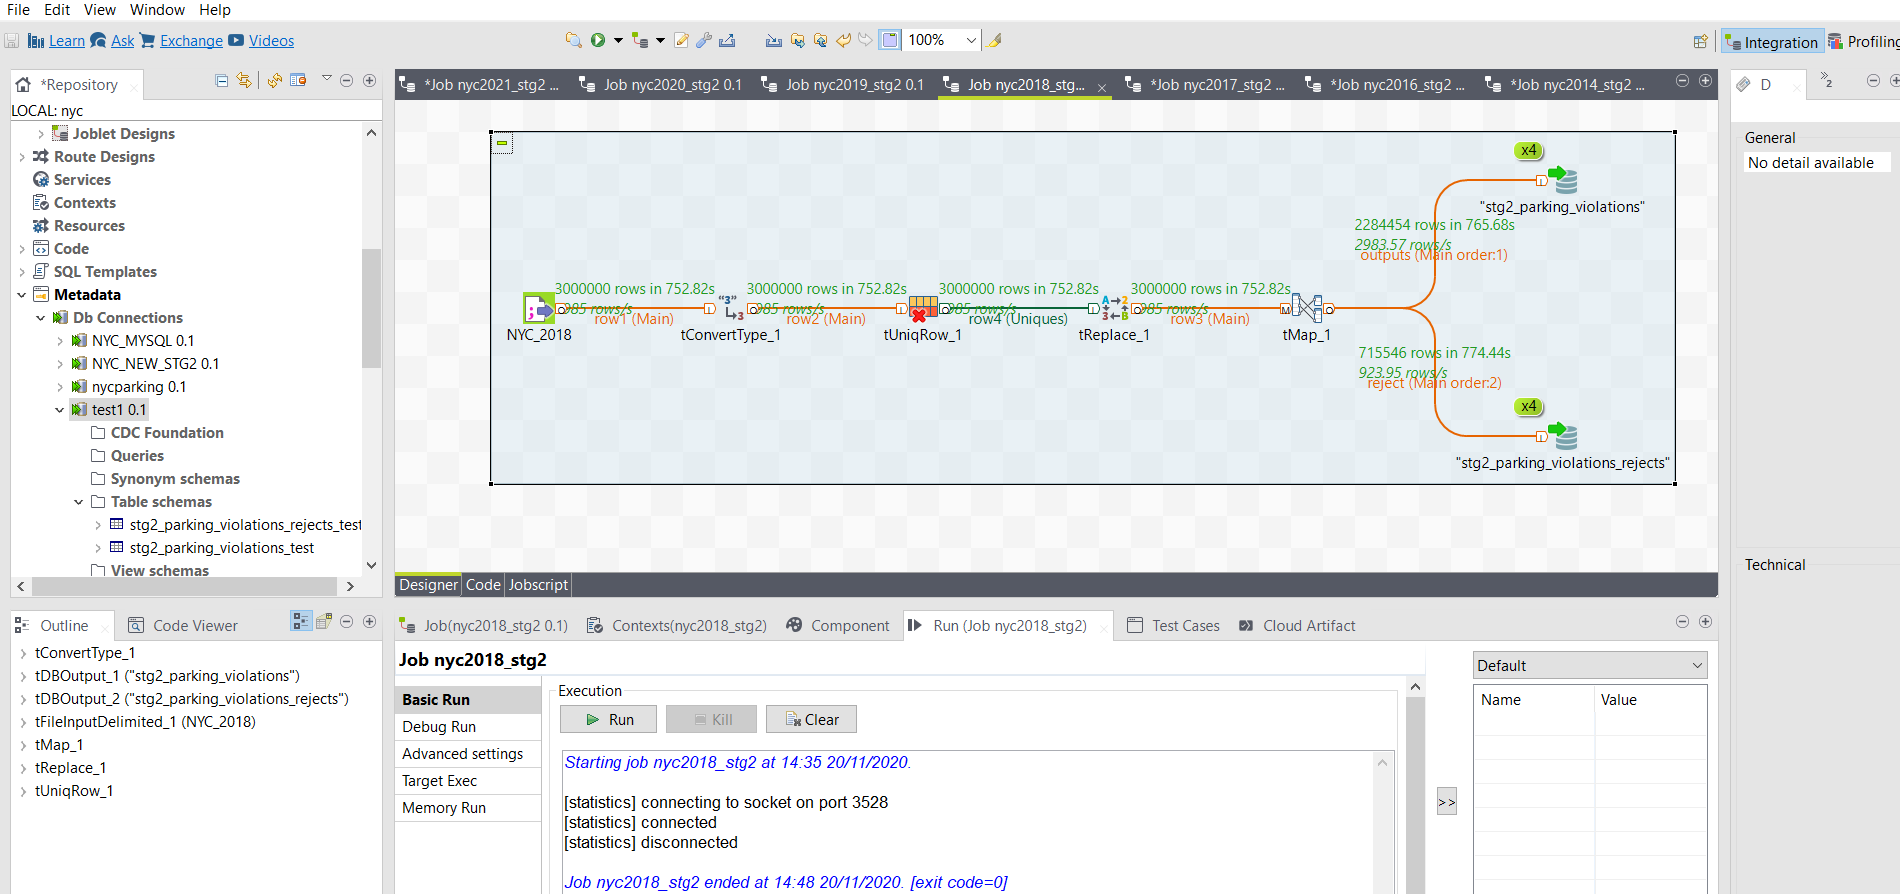 File Edit View Window Help
Learn Ask Exchange Videos
100%
Integration
Profiling
*Repository
LOCAL: nyc
Joblet Designs
Route Designs
Services
Contexts
Resources
Code
SQL Templates
Metadata
Db Connections
NYC_MYSQL 0.1
NYC_NEW_STG2 0.1
nycparking 0.1
test1 0.1
CDC Foundation
Queries
Synonym schemas
Table schemas
stg2_parking_violations_rejects_test
stg2_parking_violations_test
View schemas
*Job nyc2021_stg2 ...
Job nyc2020_stg2 0.1
Job nyc2019_stg2 0.1
Job nyc2018_stg...
*Job nyc2017_stg2 ...
*Job nyc2016_stg2 ...
*Job nyc2014_stg2 ...
x4
"stg2_parking_violations"
2284454 rows in 765.68s
2983.57 rows/s
outputs (Main order:1)
3000000 rows in 752.82s
3000000 rows in 752.82s
3000000 rows in 752.82s
3000000 rows in 752.82s
985 rows/s
985 rows/s
985 rows/s
985 rows/s
row1 (Main)
row2 (Main)
row4 (Uniques)
row3 (Main)
NYC_2018
tConvertType_1
tUniqRow_1
tReplace_1
tMap_1
715546 rows in 774.44s
923.95 rows/s
reject (Main order:2)
x4
"stg2_parking_violations_rejects"
Designer Code Jobscript
D
2
General
No detail available
Technical
Outline
Code Viewer
tConvertType_1
tDBOutput_1 ("stg2_parking_violations")
tDBOutput_2 ("stg2_parking_violations_rejects")
tFileInputDelimited_1 (NYC_2018)
tMap_1
tReplace_1
tUniqRow_1
Job(nyc2018_stg2 0.1)
Contexts(nyc2018_stg2)
Component
Run (Job nyc2018_stg2)
Test Cases
Cloud Artifact
Job nyc2018_stg2
Basic Run
Debug Run
Advanced settings
Target Exec
Memory Run
Execution
Run
Kill
Clear
Starting job nyc2018_stg2 at 14:35 20/11/2020.
[statistics] connecting to socket on port 3528
[statistics] connected
[statistics] disconnected
Job nyc2018_stg2 ended at 14:48 20/11/2020. [exit code=0]
>>
Default
Name Value